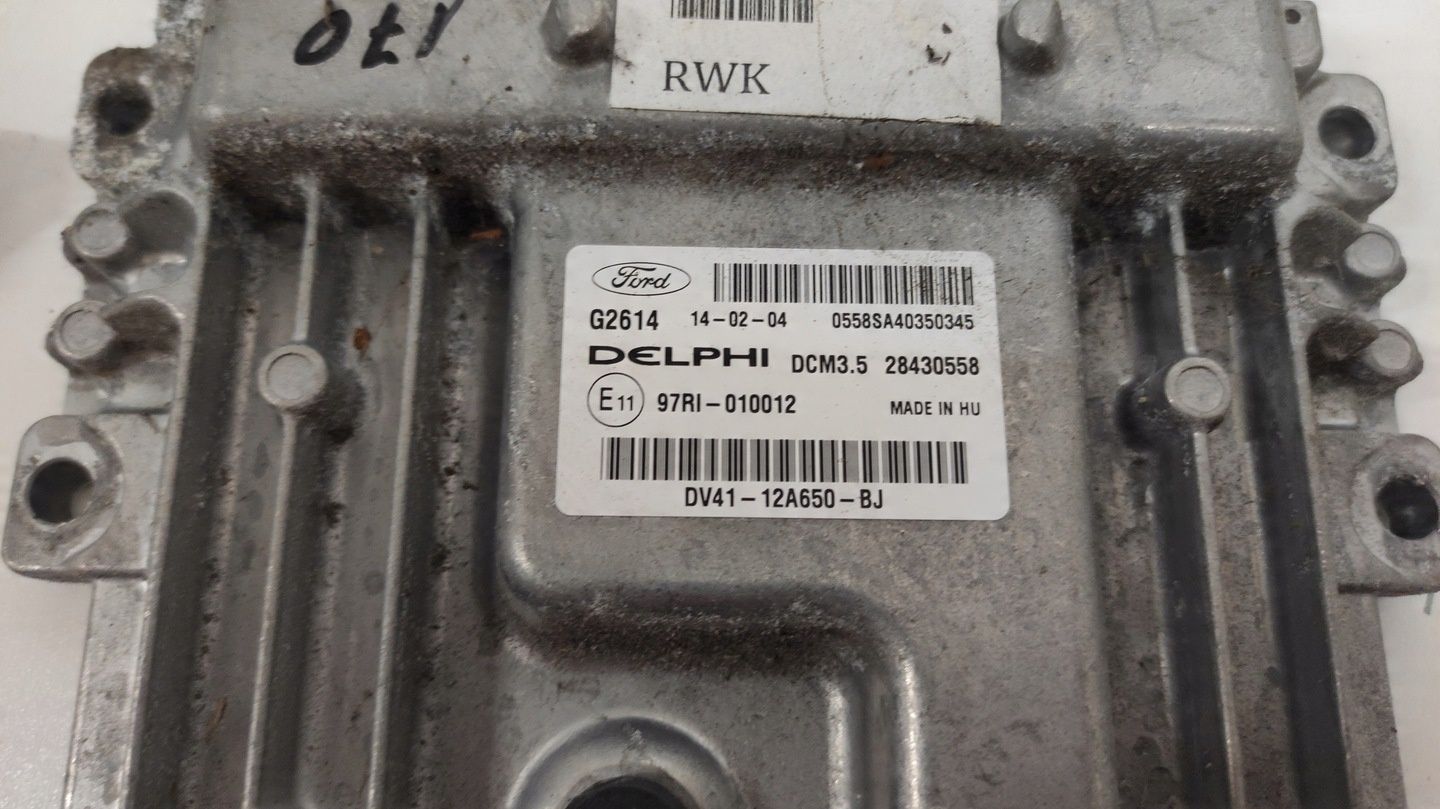 170
RWK
Ford
G2614 14-02-04 0558SA40350345
DELPHI DCM3.5 28430558
E11 97RI-010012 MADE IN HU
DV41-12A650-BJ